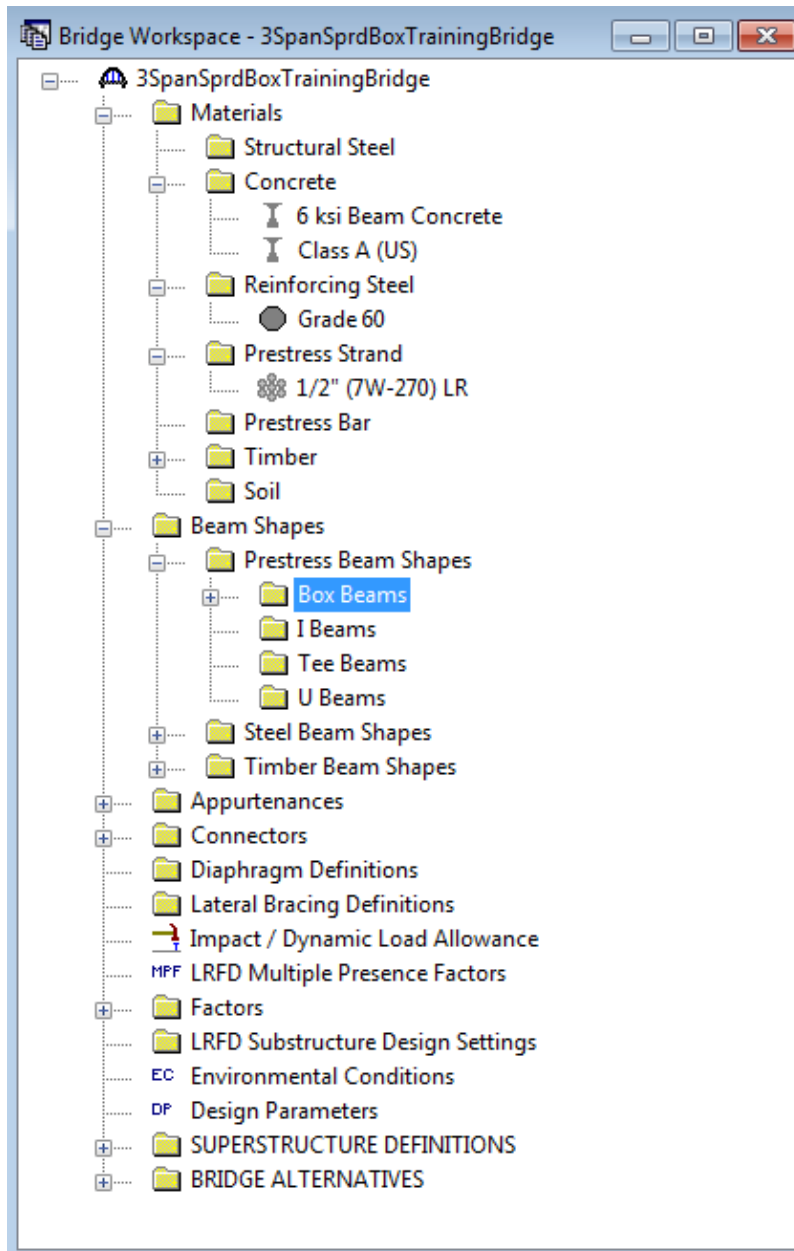 Bridge Workspace - 3SpanSprdBoxTrainingBridge
3SpanSprdBoxTrainingBridge
Materials
Structural Steel
Concrete
6 ksi Beam Concrete
Class A (US)
Reinforcing Steel
Grade 60
Prestress Strand
1/2" (7W-270) LR
Prestress Bar
Timber
Soil
Beam Shapes
Prestress Beam Shapes
Box Beams
I Beams
Tee Beams
U Beams
Steel Beam Shapes
Timber Beam Shapes
Appurtenances
Connectors
Diaphragm Definitions
Lateral Bracing Definitions
Impact / Dynamic Load Allowance
MPF LRFD Multiple Presence Factors
Factors
LRFD Substructure Design Settings
EC Environmental Conditions
DP Design Parameters
SUPERSTRUCTURE DEFINITIONS
BRIDGE ALTERNATIVES